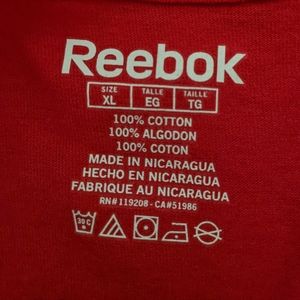 Reebok
SIZE TALLE TAILLE
XL EG TG
100% COTTON
100% ALGODON
100% COTON
MADE IN NICARAGUA
HECHO EN NICARAGUA
FABRIQUE AU NICARAGUA
RN#119208 - CA#51986
30 C